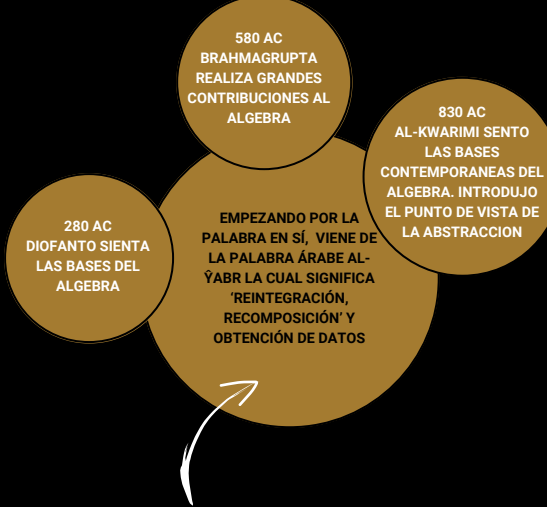 580 AC
BRAHMAGRUPTA
REALIZA GRANDES
CONTRIBUCIONES AL
ALGEBRA
830 AC
AL-KWARIMI SENTO
LAS BASES
CONTEMPORANEAS DEL
ALGEBRA. INTRODUJO
EL PUNTO DE VISTA DE
LA ABSTRACCION
280 AC
DIOFANTO SIENTA
LAS BASES DEL
ALGEBRA
EMPEZANDO POR LA
PALABRA EN SÍ, VIENE DE
LA PALABRA ÁRABE AL-
ŶABR LA CUAL SIGNIFICA
‘REINTEGRACIÓN,
RECOMPOSICIÓN’ Y
OBTENCIÓN DE DATOS